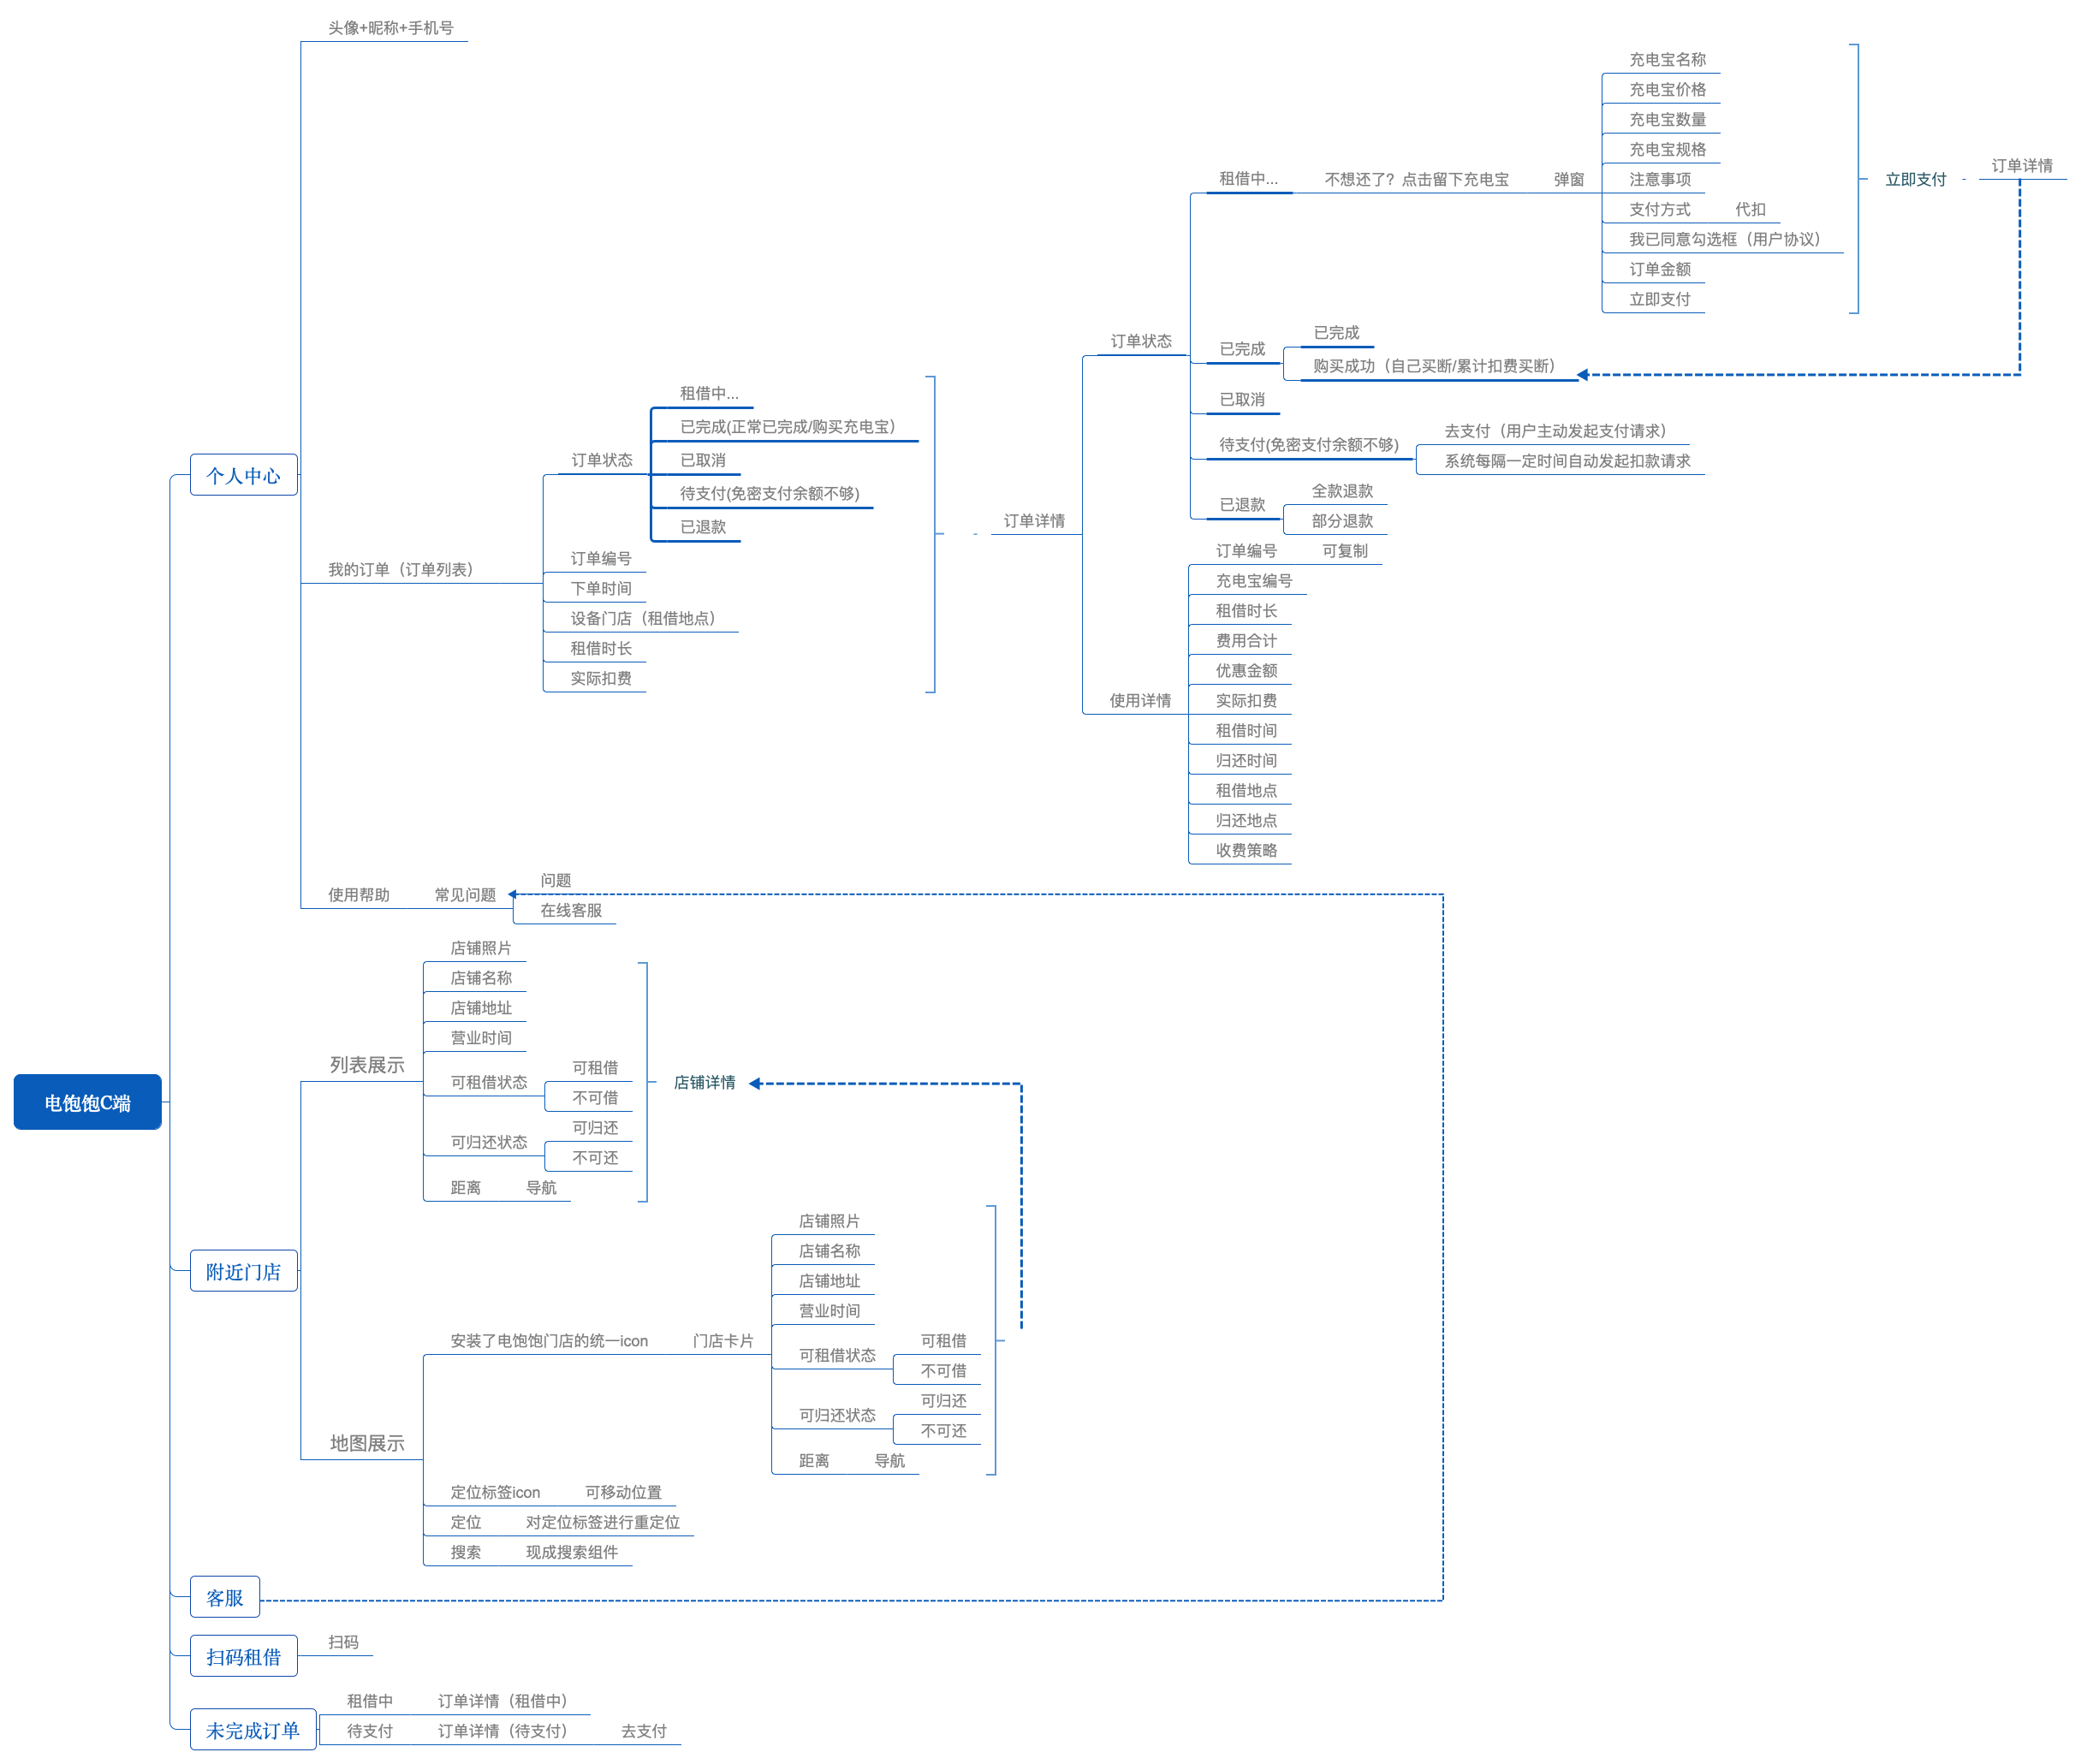 电饱饱C端
个人中心
头像+昵称+手机号
我的订单（订单列表）
订单状态
租借中...
已完成(正常已完成/购买充电宝）
已取消
待支付(免密支付余额不够)
已退款
订单编号
下单时间
设备门店（租借地点）
租借时长
实际扣费
订单详情
订单状态
租借中...
不想还了？点击留下充电宝
弹窗
充电宝名称
充电宝价格
充电宝数量
充电宝规格
注意事项
支付方式
代扣
我已同意勾选框（用户协议）
订单金额
立即支付
立即支付
订单详情
已完成
已完成
购买成功（自己买断/累计扣费买断）
已取消
待支付(免密支付余额不够)
去支付（用户主动发起支付请求）
系统每隔一定时间自动发起扣款请求
已退款
全款退款
部分退款
使用详情
订单编号
可复制
充电宝编号
租借时长
费用合计
优惠金额
实际扣费
租借时间
归还时间
租借地点
归还地点
收费策略
使用帮助
常见问题
问题
在线客服
附近门店
列表展示
店铺照片
店铺名称
店铺地址
营业时间
可租借状态
可租借
不可借
可归还状态
可归还
不可还
距离
导航
店铺详情
地图展示
安装了电饱饱门店的统一icon
门店卡片
店铺照片
店铺名称
店铺地址
营业时间
可租借状态
可租借
不可借
可归还状态
可归还
不可还
距离
导航
定位标签icon
可移动位置
定位
对定位标签进行重定位
搜索
现成搜索组件
客服
扫码租借
扫码
未完成订单
租借中
订单详情（租借中）
待支付
订单详情（待支付）
去支付